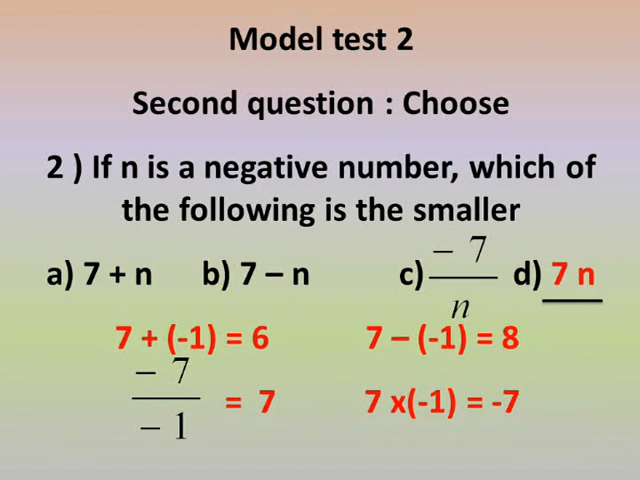 Model test 2
Second question : Choose
2 ) If n is a negative number, which of
the following is the smaller
a) 7 + n b) 7 – n c) – 7 / n d) 7 n
7 + (-1) = 6 7 – (-1) = 8
– 7 / – 1 = 7 7 x(-1) = -7